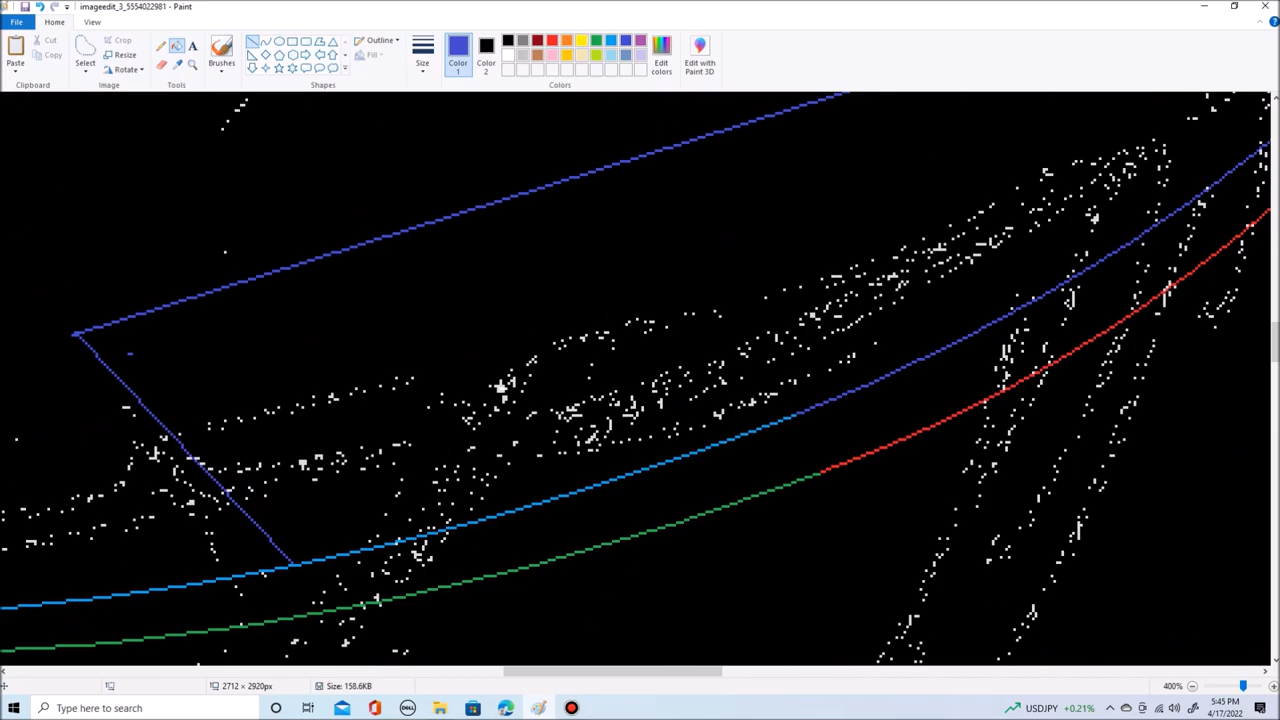 imageedit_3_5554022981 - Paint
File Home View
Paste
Cut
Copy
Clipboard
Select
Crop
Resize
Rotate
Image
A
Tools
Brushes
Outline
Fill
Shapes
Size
Color 1
Color 2
Edit colors
Colors
Edit with Paint 3D
2712 × 2920px
Size: 158.6KB
400%
Type here to search
DELL
USDJPY +0.21%
5:45 PM
4/17/2022